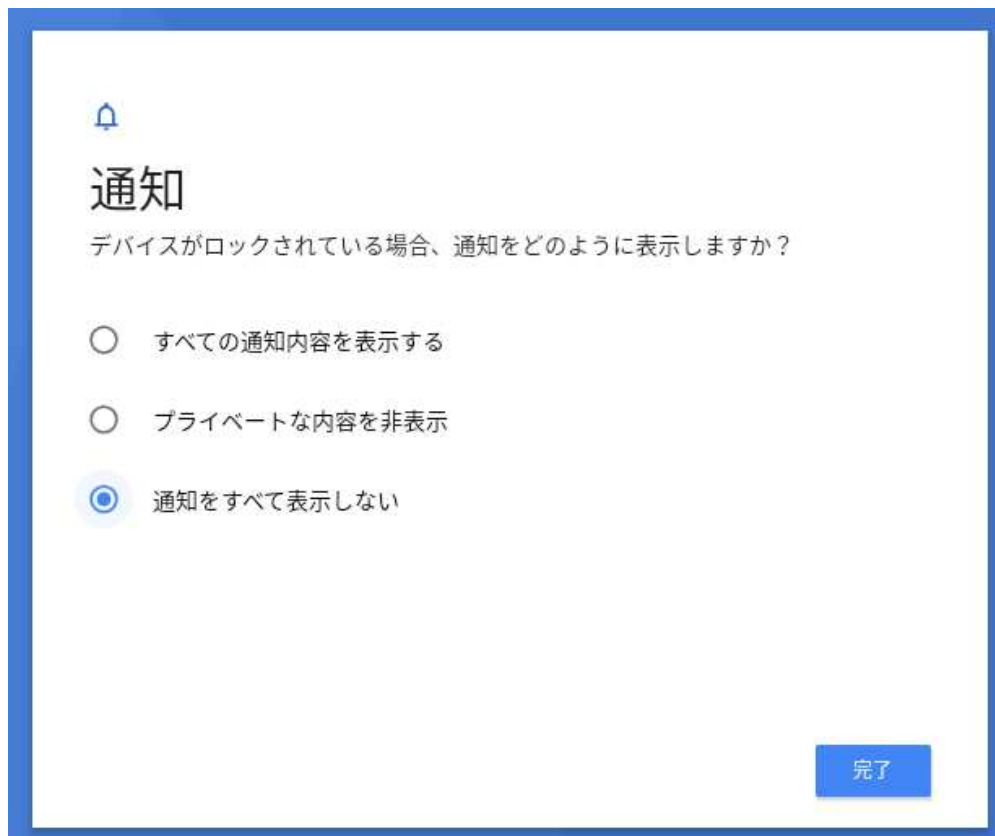 通知
デバイスがロックされている場合、通知をどのように表示しますか？
すべての通知内容を表示する
プライベートな内容を非表示
通知をすべて表示しない
完了